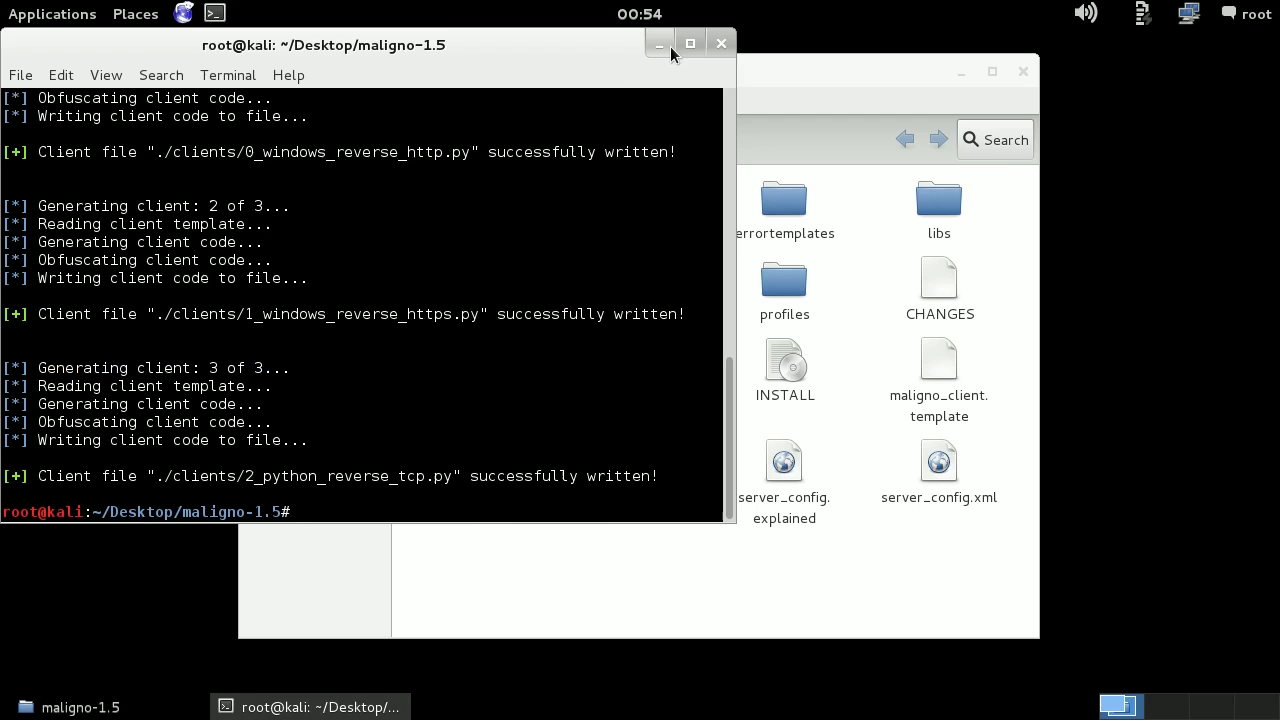 Applications Places
00:54
root
root@kali: ~/Desktop/maligno-1.5
File Edit View Search Terminal Help
[*] Obfuscating client code...
[*] Writing client code to file...
[+] Client file "./clients/0_windows_reverse_http.py" successfully written!
[*] Generating client: 2 of 3...
[*] Reading client template...
[*] Generating client code...
[*] Obfuscating client code...
[*] Writing client code to file...
[+] Client file "./clients/1_windows_reverse_https.py" successfully written!
[*] Generating client: 3 of 3...
[*] Reading client template...
[*] Generating client code...
[*] Obfuscating client code...
[*] Writing client code to file...
[+] Client file "./clients/2_python_reverse_tcp.py" successfully written!
root@kali:~/Desktop/maligno-1.5#
Search
errortemplates
libs
profiles
CHANGES
INSTALL
maligno_client.
template
server_config.
explained
server_config.xml
maligno-1.5
root@kali: ~/Desktop/...